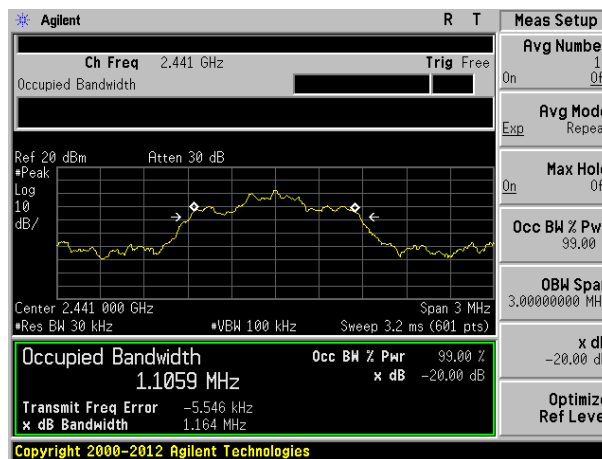 Agilent R T Meas Setup
Ch Freq 2.441 GHz Trig Free
Occupied Bandwidth
Ref 20 dBm Atten 30 dB
#Peak
Log
10
dB/
Center 2.441 000 GHz Span 3 MHz
#Res BW 30 kHz #VBW 100 kHz Sweep 3.2 ms (601 pts)
Occupied Bandwidth Occ BW % Pwr 99.00 %
1.1059 MHz x dB -20.00 dB
Transmit Freq Error -5.546 kHz
x dB Bandwidth 1.164 MHz
Copyright 2000-2012 Agilent Technologies
Avg Numbe
1
On Of
Avg Mod
Exp Repea
Max Hol
On Of
Occ BW % Pw
99.00
OBW Spa
3.00000000 MH
x d
-20.00 d
Optimiz
Ref Leve